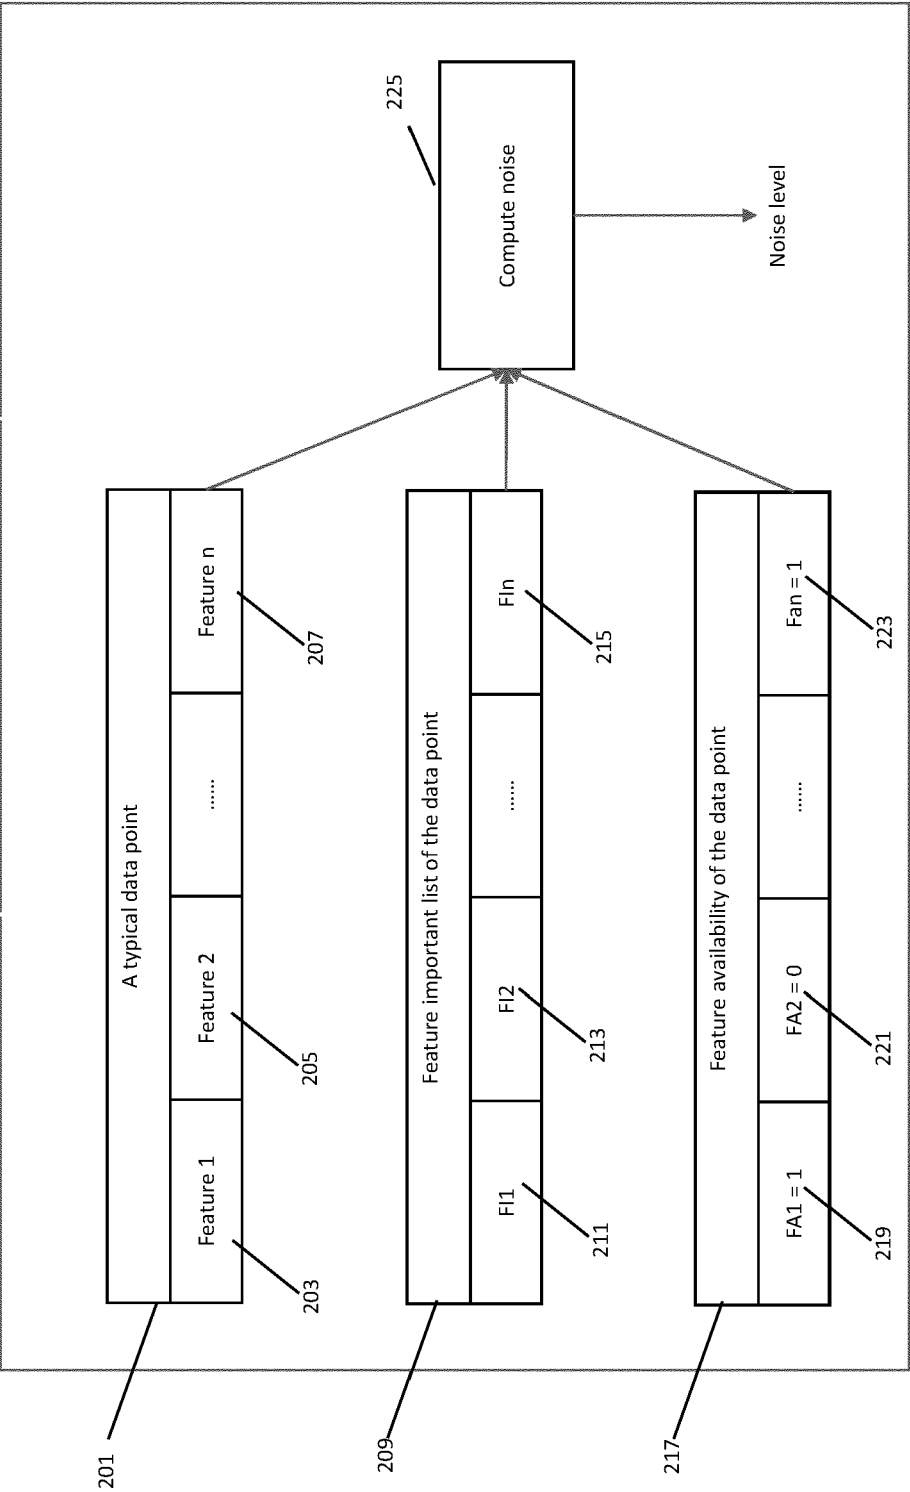 A typical data point
Feature 1
Feature 2
......
Feature n
201
203
205
207
Feature important list of the data point
FI1
FI2
......
FIn
209
211
213
215
Feature availability of the data point
FA1 = 1
FA2 = 0
......
Fan = 1
217
219
221
223
Compute noise
225
Noise level